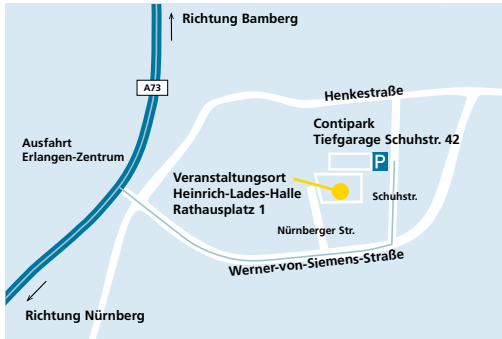 Richtung Bamberg
A73
Henkestraße
Contipark
Tiefgarage Schuhstr. 42
P
Ausfahrt
Erlangen-Zentrum
Veranstaltungsort
Heinrich-Lades-Halle
Rathausplatz 1
Schuhstr.
Nürnberger Str.
Werner-von-Siemens-Straße
Richtung Nürnberg